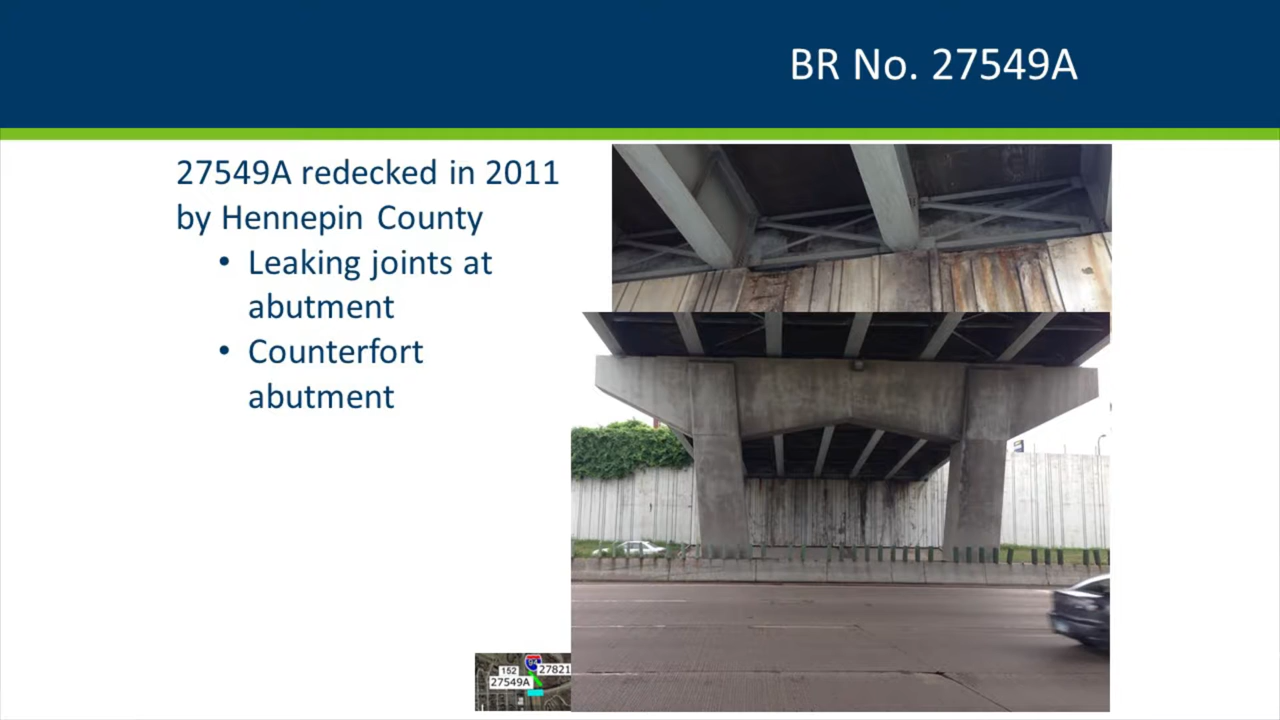 BR No. 27549A
27549A redecked in 2011
by Hennepin County
• Leaking joints at
abutment
• Counterfort
abutment
152
27821
27549A